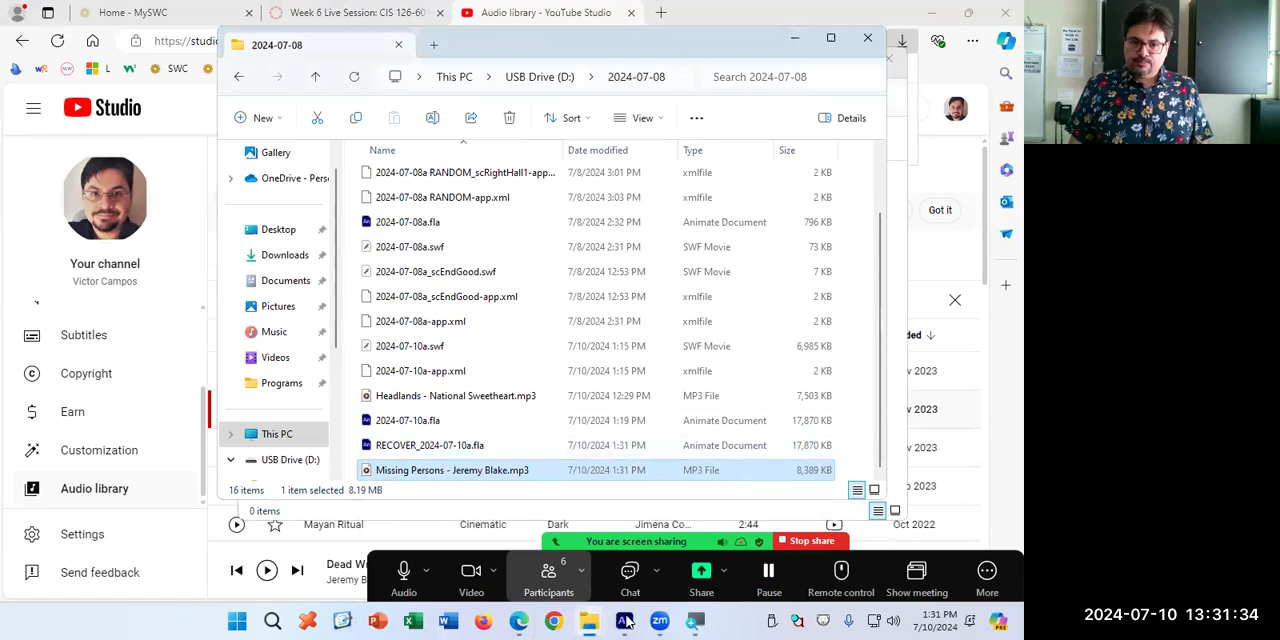 Home - MySWC
Week 6 Live Session: CIS 126-60
Audio library - YouTube Studio
https://studio
L
SWC
2024-07-08
This PC
USB Drive (D:)
2024-07-08
Search 2024-07-08
New
Sort
View
Details
Studio
Your channel
Victor Campos
Subtitles
Copyright
Earn
Customization
Audio library
Settings
Send feedback
Gallery
OneDrive - Pers
Desktop
Downloads
Documents
Pictures
Music
Videos
Programs
This PC
USB Drive (D:)
Name Date modified Type Size
2024-07-08a RANDOM_scRightHall1-app... 7/8/2024 3:01 PM xmlfile 2 KB
2024-07-08a RANDOM-app.xml 7/8/2024 3:03 PM xmlfile 2 KB
2024-07-08a.fla 7/8/2024 2:32 PM Animate Document 796 KB
2024-07-08a.swf 7/8/2024 2:31 PM SWF Movie 73 KB
2024-07-08a_scEndGood.swf 7/8/2024 12:53 PM SWF Movie 7 KB
2024-07-08a_scEndGood-app.xml 7/8/2024 12:53 PM xmlfile 2 KB
2024-07-08a-app.xml 7/8/2024 2:31 PM xmlfile 2 KB
2024-07-10a.swf 7/10/2024 1:15 PM SWF Movie 6,985 KB
2024-07-10a-app.xml 7/10/2024 1:15 PM xmlfile 2 KB
Headlands - National Sweetheart.mp3 7/10/2024 12:29 PM MP3 File 7,503 KB
2024-07-10a.fla 7/10/2024 1:19 PM Animate Document 17,870 KB
RECOVER_2024-07-10a.fla 7/10/2024 1:31 PM Animate Document 17,870 KB
Missing Persons - Jeremy Blake.mp3 7/10/2024 1:31 PM MP3 File 8,389 KB
16 items 1 item selected 8.19 MB
0 items
Got it
ded
2023
2023
2023
2023
Mayan Ritual Cinematic Dark Jimena Co... 2:44 Oct 2022
Dead W
Jeremy B
You are screen sharing
Stop share
6
Audio
Video
Participants
Chat
Share
Pause
Remote control
Show meeting
More
1:31 PM
7/10/2024
2024-07-10 13:31:34